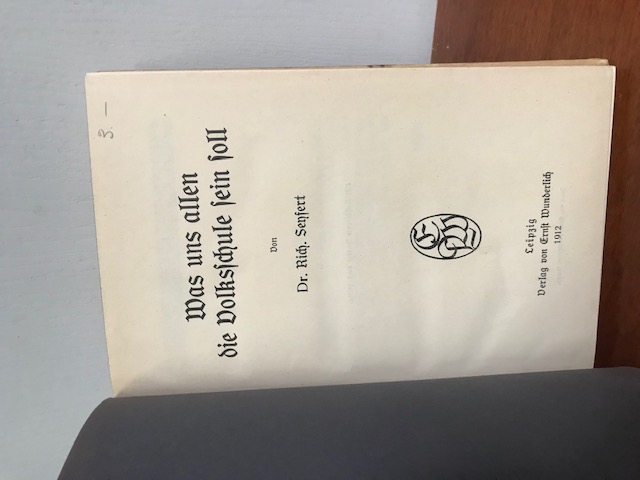 3. —
Was uns allen
die Volksschule sein soll
Von
Dr. Rich. Seyfert
E W
Leipzig
Verlag von Ernst Wunderlich
1912